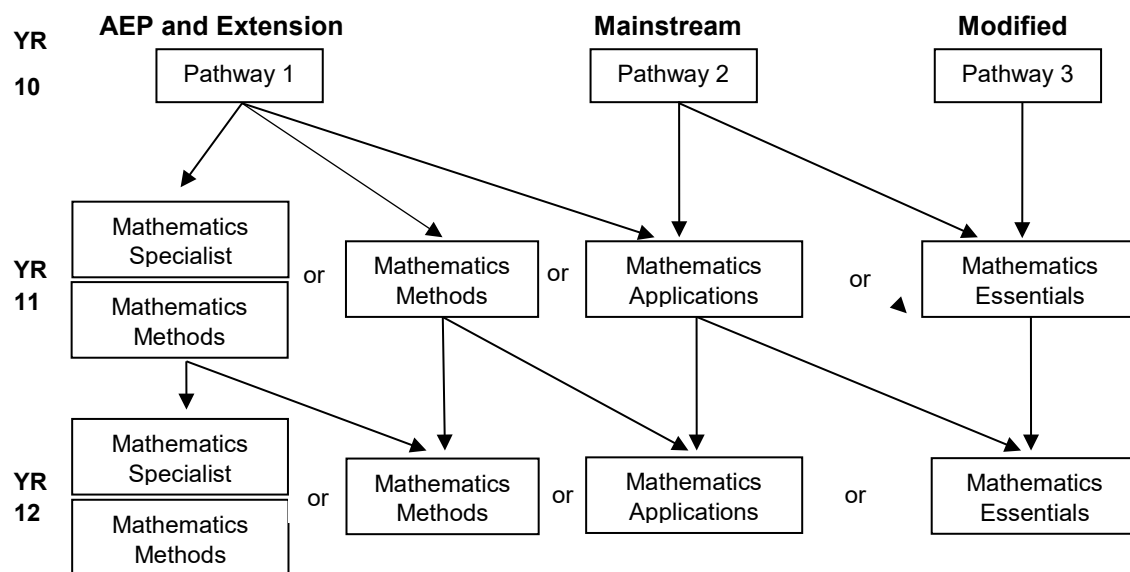 AEP and Extension
Mainstream
Modified
YR
10
Pathway 1
Pathway 2
Pathway 3
YR
11
Mathematics
Specialist
Mathematics
Methods
or
Mathematics
Methods
or
Mathematics
Applications
or
Mathematics
Essentials
YR
12
Mathematics
Specialist
Mathematics
Methods
or
Mathematics
Methods
or
Mathematics
Applications
or
Mathematics
Essentials